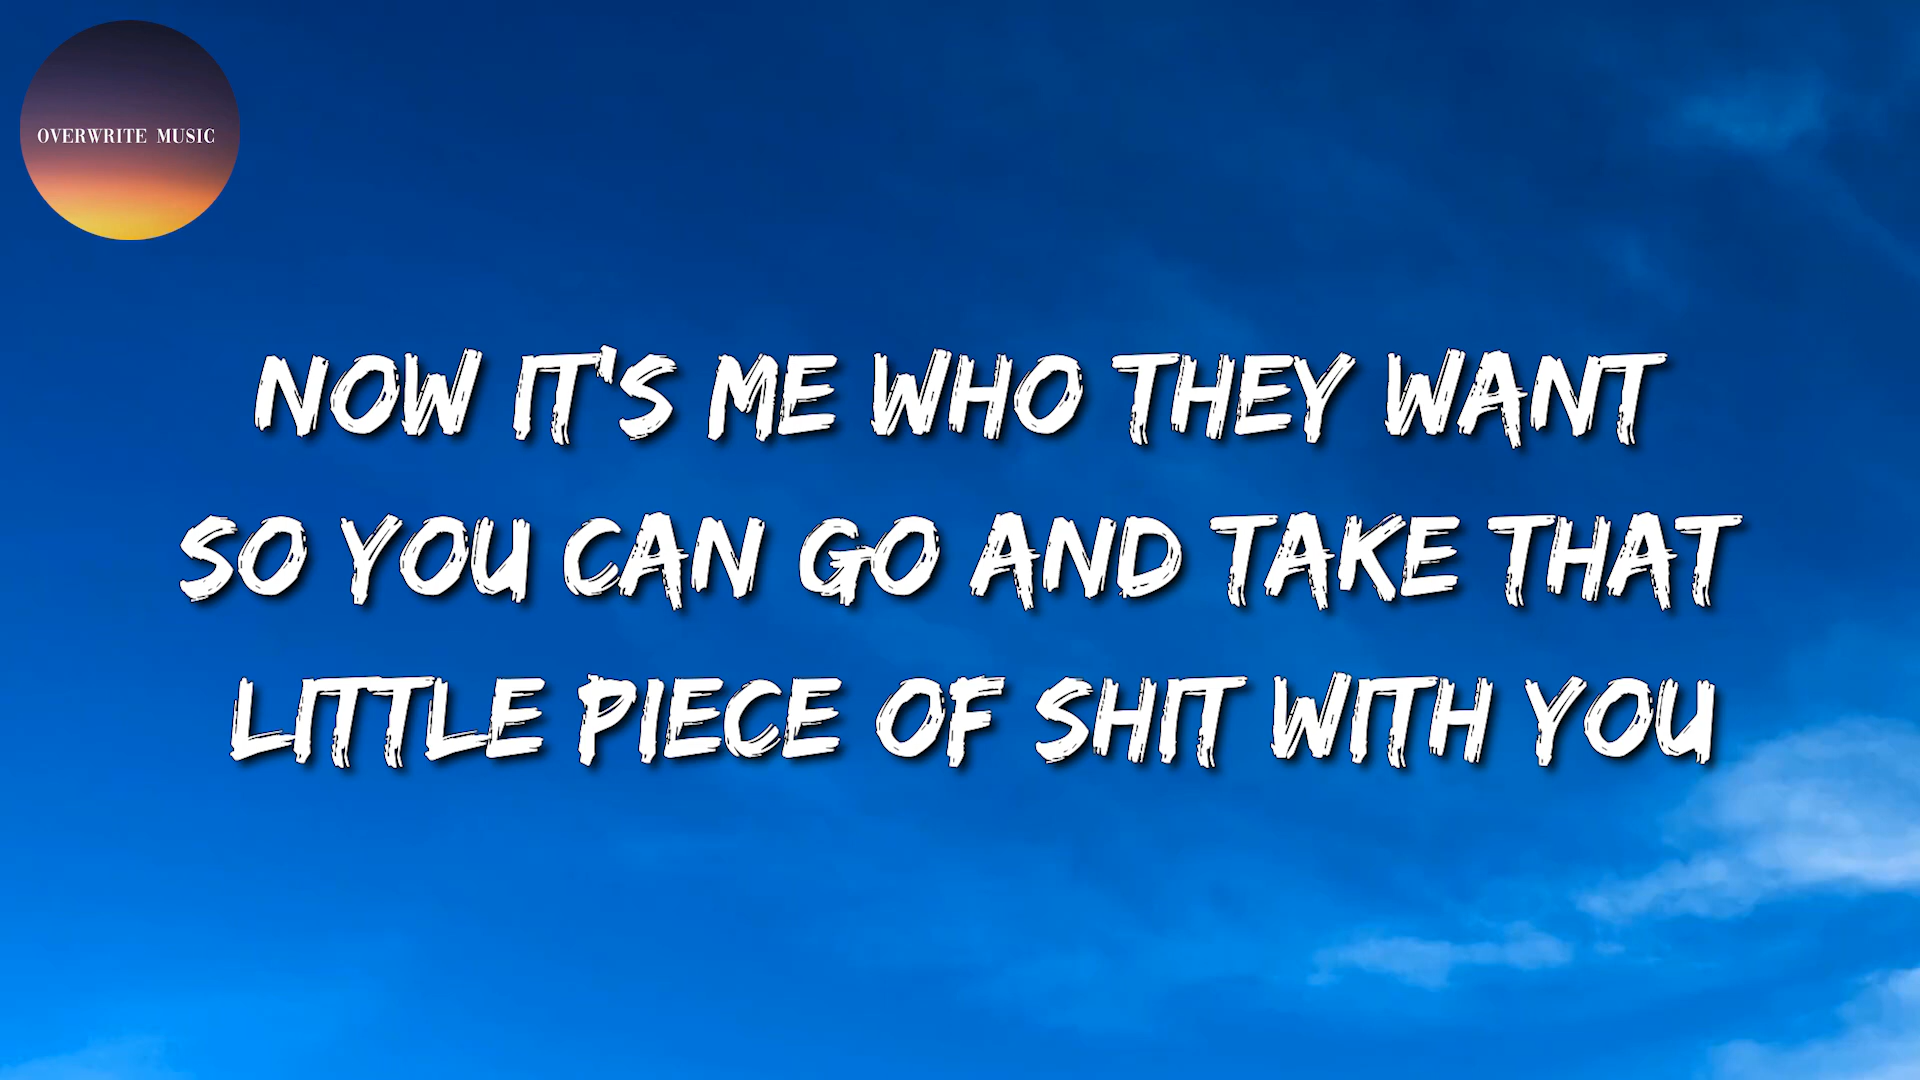 OVERWRITE MUSIC
NOW IT'S ME WHO THEY WANT
SO YOU CAN GO AND TAKE THAT
LITTLE PIECE OF SHIT WITH YOU